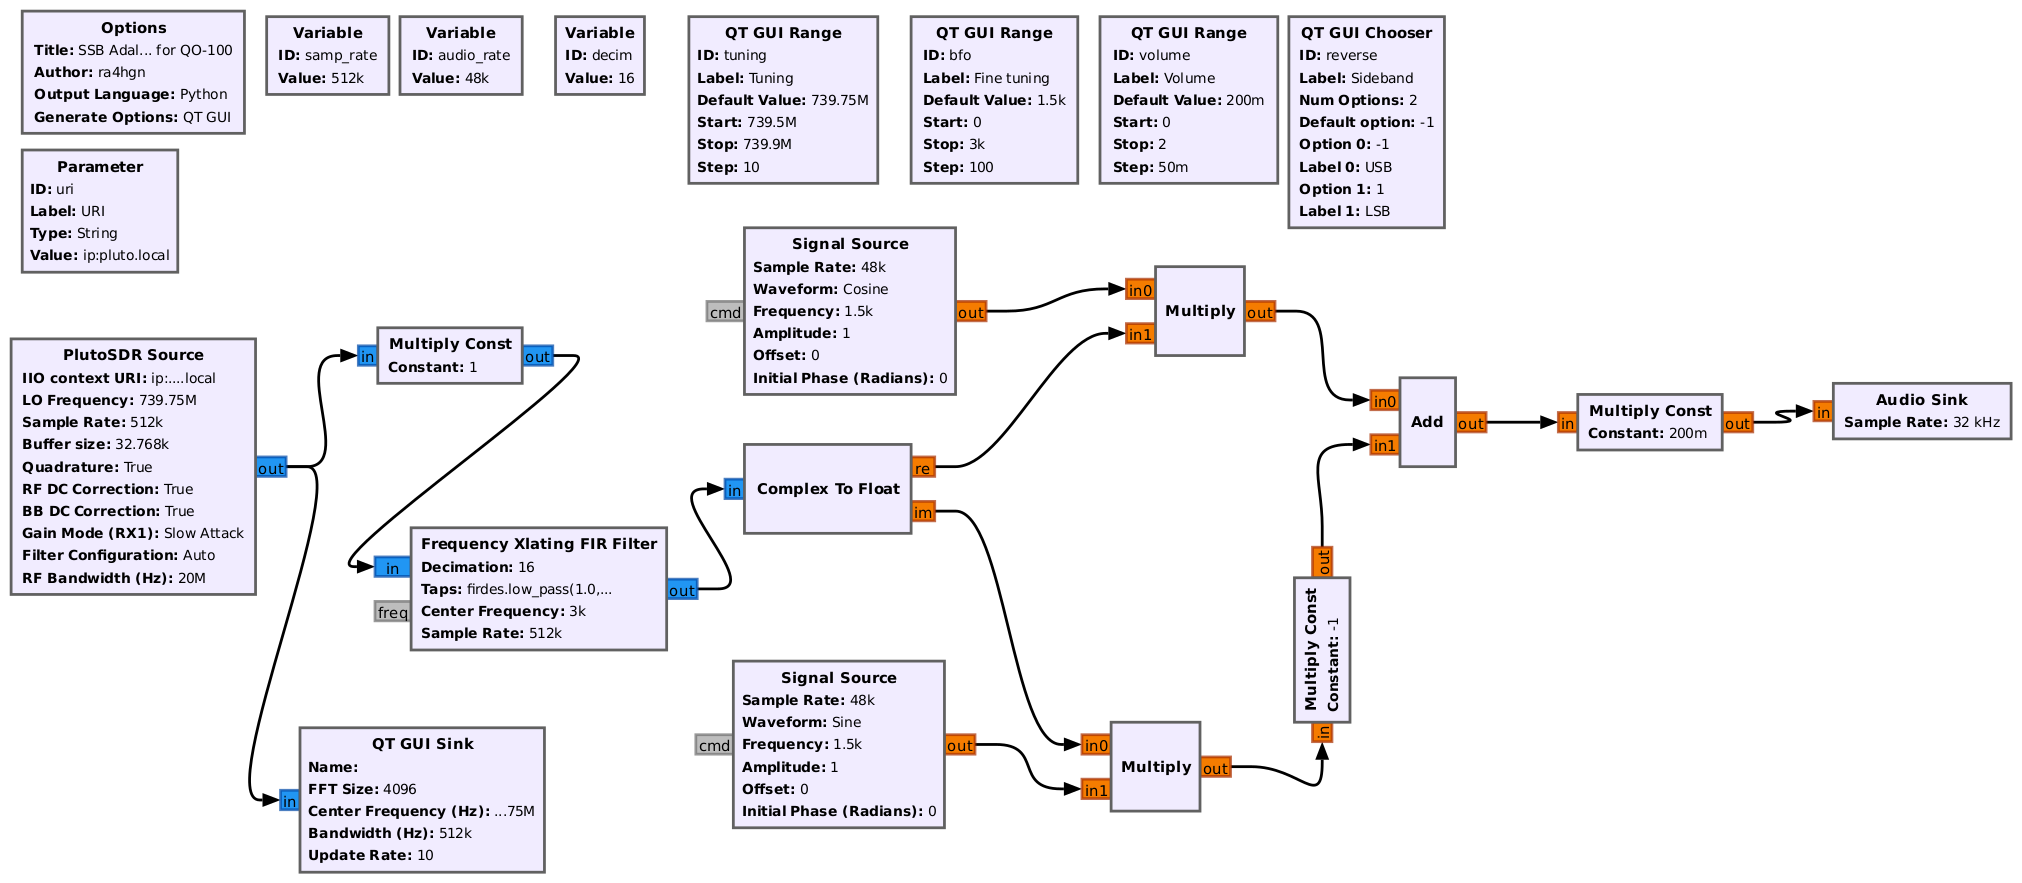 Options
Title: SSB Adal... for QO-100
Author: ra4hgn
Output Language: Python
Generate Options: QT GUI
Variable
ID: samp_rate
Value: 512k
Variable
ID: audio_rate
Value: 48k
Variable
ID: decim
Value: 16
QT GUI Range
ID: tuning
Label: Tuning
Default Value: 739.75M
Start: 739.5M
Stop: 739.9M
Step: 10
QT GUI Range
ID: bfo
Label: Fine tuning
Default Value: 1.5k
Start: 0
Stop: 3k
Step: 100
QT GUI Range
ID: volume
Label: Volume
Default Value: 200m
Start: 0
Stop: 2
Step: 50m
QT GUI Chooser
ID: reverse
Label: Sideband
Num Options: 2
Default option: -1
Option 0: -1
Label 0: USB
Option 1: 1
Label 1: LSB
Parameter
ID: uri
Label: URI
Type: String
Value: ip:pluto.local
Signal Source
Sample Rate: 48k
Waveform: Cosine
Frequency: 1.5k
Amplitude: 1
Offset: 0
Initial Phase (Radians): 0
cmd
out
in0
in1
Multiply
out
PlutoSDR Source
IIO context URI: ip:....local
LO Frequency: 739.75M
Sample Rate: 512k
Buffer size: 32.768k
Quadrature: True
RF DC Correction: True
BB DC Correction: True
Gain Mode (RX1): Slow Attack
Filter Configuration: Auto
RF Bandwidth (Hz): 20M
out
in
Multiply Const
Constant: 1
out
in0
in1
Add
out
in
Multiply Const
Constant: 200m
out
in
Audio Sink
Sample Rate: 32 kHz
in
Complex To Float
re
im
in
freq
Frequency Xlating FIR Filter
Decimation: 16
Taps: firdes.low_pass(1.0,...
Center Frequency: 3k
Sample Rate: 512k
out
out
Multiply Const
Constant: -1
in
Signal Source
Sample Rate: 48k
Waveform: Sine
Frequency: 1.5k
Amplitude: 1
Offset: 0
Initial Phase (Radians): 0
cmd
out
in0
in1
Multiply
out
in
QT GUI Sink
Name:
FFT Size: 4096
Center Frequency (Hz): ...75M
Bandwidth (Hz): 512k
Update Rate: 10